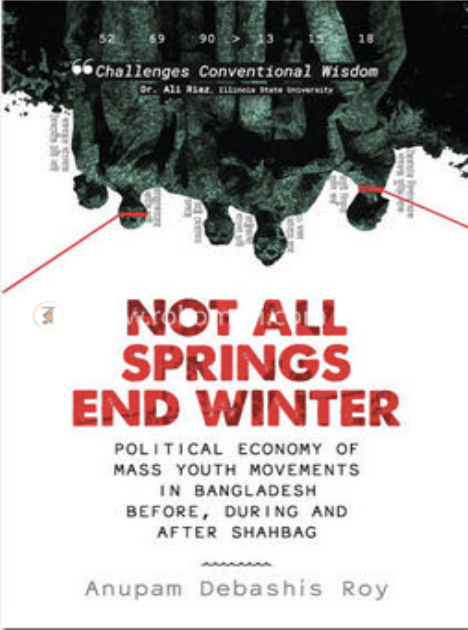 52 69 90 > 13 15 18
“Challenges Conventional Wisdom
Dr. Ali Riaz, Illinois State University
NOT ALL
SPRINGS
END WINTER
POLITICAL ECONOMY OF
MASS YOUTH MOVEMENTS
IN BANGLADESH
BEFORE, DURING AND
AFTER SHAHBAG
Anupam Debashis Roy